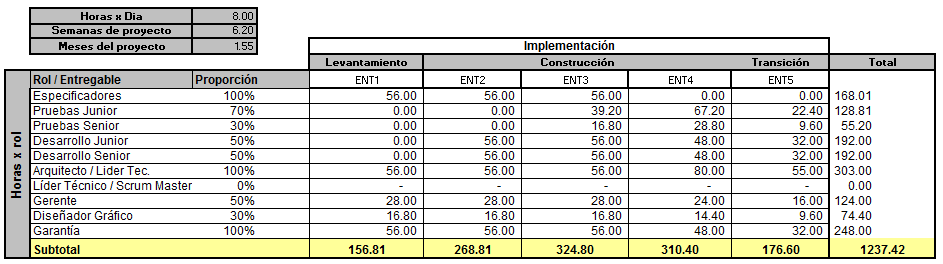 Horas x Dia 8.00
Semanas de proyecto 6.20
Meses del proyecto 1.55
Implementación
Levantamiento Construcción Transición Total
Rol / Entregable Proporción ENT1 ENT2 ENT3 ENT4 ENT5
Horas x rol
Especificadores 100% 56.00 56.00 56.00 0.00 0.00 168.01
Pruebas Junior 70% 0.00 0.00 39.20 67.20 22.40 128.81
Pruebas Senior 30% 0.00 0.00 16.80 28.80 9.60 55.20
Desarrollo Junior 50% 0.00 56.00 56.00 48.00 32.00 192.00
Desarrollo Senior 50% 0.00 56.00 56.00 48.00 32.00 192.00
Arquitecto / Lider Tec. 100% 56.00 56.00 56.00 80.00 55.00 303.00
Líder Técnico / Scrum Master 0% - - - - - 0.00
Gerente 50% 28.00 28.00 28.00 24.00 16.00 124.00
Diseñador Gráfico 30% 16.80 16.80 16.80 14.40 9.60 74.40
Garantía 100% 56.00 56.00 56.00 48.00 32.00 248.00
Subtotal 156.81 268.81 324.80 310.40 176.60 1237.42